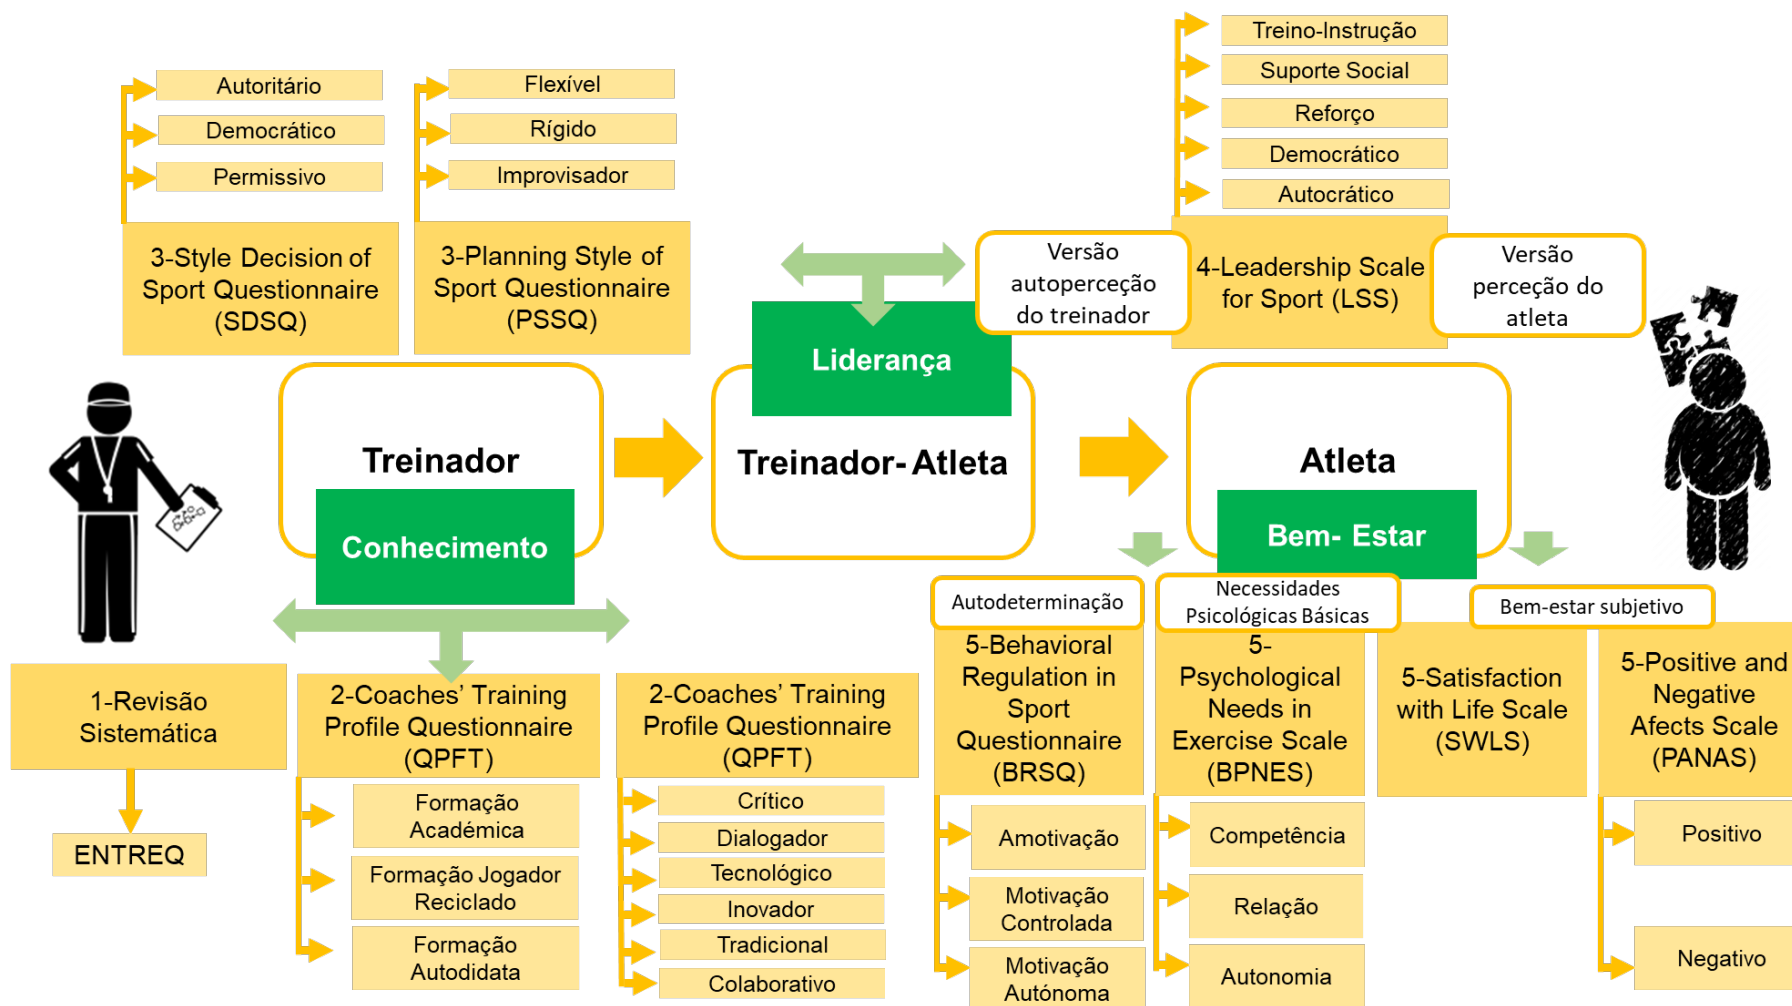 Autoritário
Democrático
Permissivo
3-Style Decision of
Sport Questionnaire
(SDSQ)
Flexível
Rígido
Improvisador
3-Planning Style of
Sport Questionnaire
(PSSQ)
Treino-Instrução
Suporte Social
Reforço
Democrático
Autocrático
Versão
autoperceção
do treinador
4-Leadership Scale
for Sport (LSS)
Versão
perceção do
atleta
Liderança
Treinador
Conhecimento
Treinador- Atleta
Atleta
Bem- Estar
1-Revisão
Sistemática
ENTREQ
2-Coaches’ Training
Profile Questionnaire
(QPFT)
Formação
Académica
Formação Jogador
Reciclado
Formação
Autodidata
2-Coaches’ Training
Profile Questionnaire
(QPFT)
Crítico
Dialogador
Tecnológico
Inovador
Tradicional
Colaborativo
Autodeterminação
5-Behavioral
Regulation in
Sport
Questionnaire
(BRSQ)
Amotivação
Motivação
Controlada
Motivação
Autónoma
Necessidades
Psicológicas Básicas
5-
Psychological
Needs in
Exercise Scale
(BPNES)
Competência
Relação
Autonomia
Bem-estar subjetivo
5-Satisfaction
with Life Scale
(SWLS)
5-Positive and
Negative
Afects Scale
(PANAS)
Positivo
Negativo